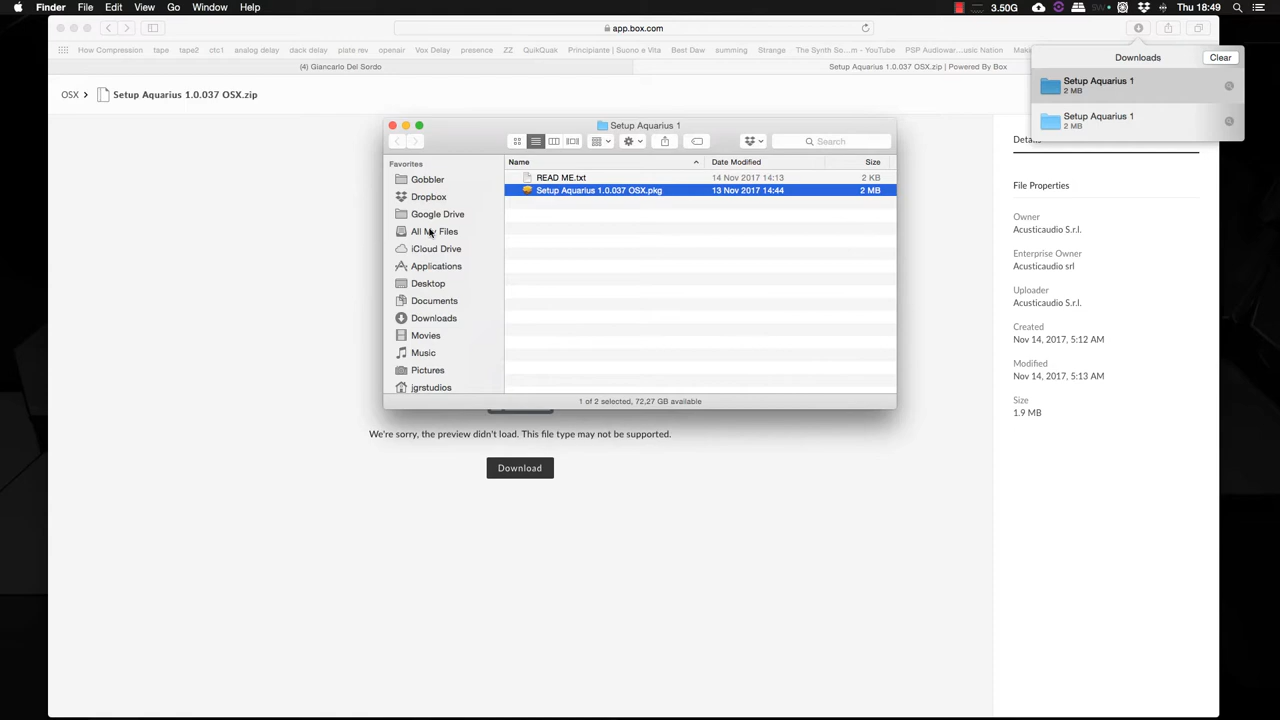 Finder File Edit View Go Window Help 3.50G SW Thu 18:49
app.box.com
How Compression tape tape2 ctc1 analog delay dack delay plate rev openair Vox Delay presence ZZ QuikQuak Principiante | Suono e Vita Best Daw summing Strange The Synth So...m - YouTube PSP Audiowar...usic Nation
(4) Giancarlo Del Sordo Setup Aquarius 1.0.037 OSX.zip | Powered By Box
OSX > Setup Aquarius 1.0.037 OSX.zip
Downloads Clear
Setup Aquarius 1
2 MB
Setup Aquarius 1
2 MB
Setup Aquarius 1
Search
Favorites
Gobbler
Dropbox
Google Drive
All My Files
iCloud Drive
Applications
Desktop
Documents
Downloads
Movies
Music
Pictures
jgrstudios
Name Date Modified Size
READ ME.txt 14 Nov 2017 14:13 2 KB
Setup Aquarius 1.0.037 OSX.pkg 13 Nov 2017 14:44 2 MB
1 of 2 selected, 72,27 GB available
We're sorry, the preview didn't load. This file type may not be supported.
Download
File Properties
Owner
Acusticaudio S.r.l.
Enterprise Owner
Acusticaudio srl
Uploader
Acusticaudio S.r.l.
Created
Nov 14, 2017, 5:12 AM
Modified
Nov 14, 2017, 5:13 AM
Size
1.9 MB